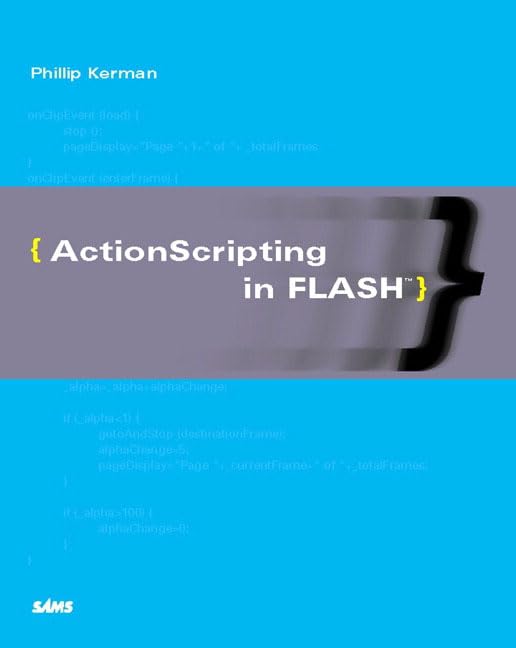 Phillip Kerman
onClipEvent (load) {
stop ();
pageDisplay="Page "+1+" of "+_totalFrames;
}
onClipEvent (enterFrame) {
{ ActionScripting
in FLASH™ }
_alpha=_alpha+alphaChange;
if (_alpha<1) {
gotoAndStop (destinationFrame);
alphaChange=5;
pageDisplay="Page "+_currentFrame+" of "+_totalFrames;
}
if (_alpha>100) {
alphaChange=0;
}
}
SAMS